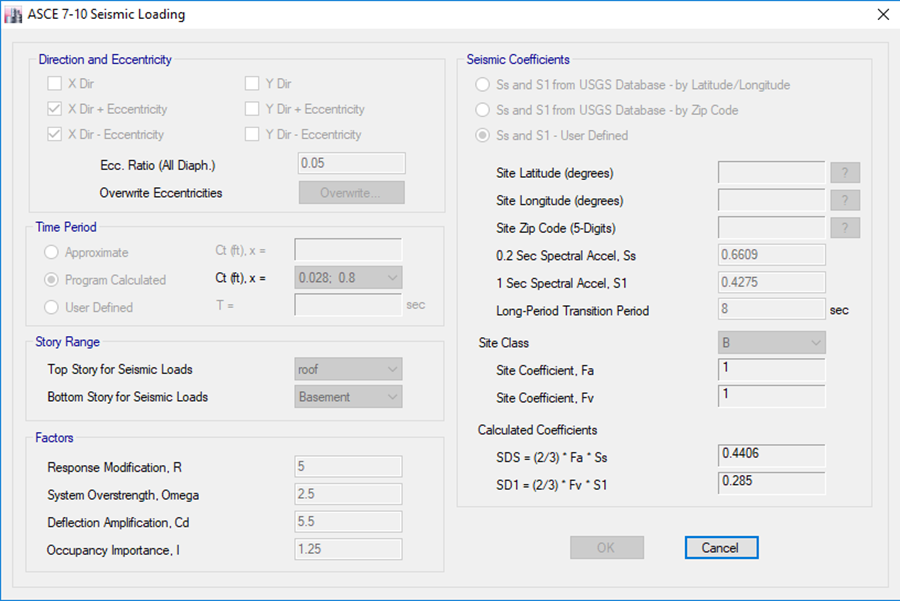 ASCE 7-10 Seismic Loading
Direction and Eccentricity
X Dir
Y Dir
X Dir + Eccentricity
Y Dir + Eccentricity
X Dir - Eccentricity
Y Dir - Eccentricity
Ecc. Ratio (All Diaph.)
0.05
Overwrite Eccentricities
Overwrite...
Time Period
Approximate
Ct (ft), x =
Program Calculated
Ct (ft), x =
0.028; 0.8
User Defined
T =
sec
Story Range
Top Story for Seismic Loads
roof
Bottom Story for Seismic Loads
Basement
Factors
Response Modification, R
5
System Overstrength, Omega
2.5
Deflection Amplification, Cd
5.5
Occupancy Importance, I
1.25
Seismic Coefficients
Ss and S1 from USGS Database - by Latitude/Longitude
Ss and S1 from USGS Database - by Zip Code
Ss and S1 - User Defined
Site Latitude (degrees)
?
Site Longitude (degrees)
?
Site Zip Code (5-Digits)
?
0.2 Sec Spectral Accel, Ss
0.6609
1 Sec Spectral Accel, S1
0.4275
Long-Period Transition Period
8
sec
Site Class
B
Site Coefficient, Fa
1
Site Coefficient, Fv
1
Calculated Coefficients
SDS = (2/3) * Fa * Ss
0.4406
SD1 = (2/3) * Fv * S1
0.285
OK
Cancel